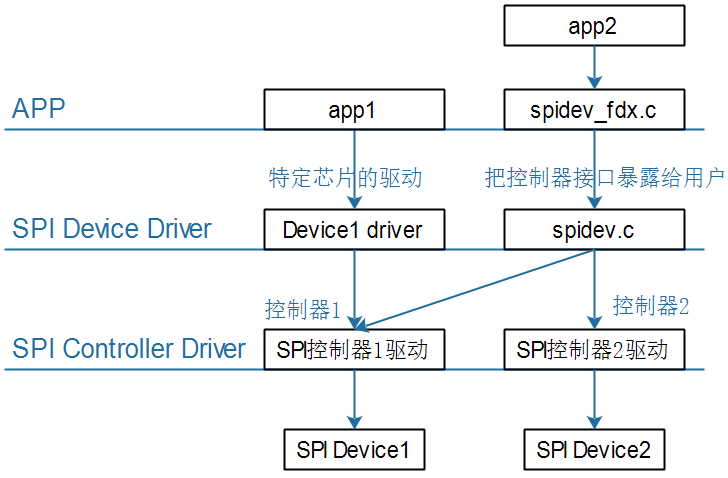 app2
APP
app1
spidev_fdx.c
特定芯片的驱动
把控制器接口暴露给用户
SPI Device Driver
Device1 driver
spidev.c
控制器1
控制器2
SPI Controller Driver
SPI控制器1驱动
SPI控制器2驱动
SPI Device1
SPI Device2